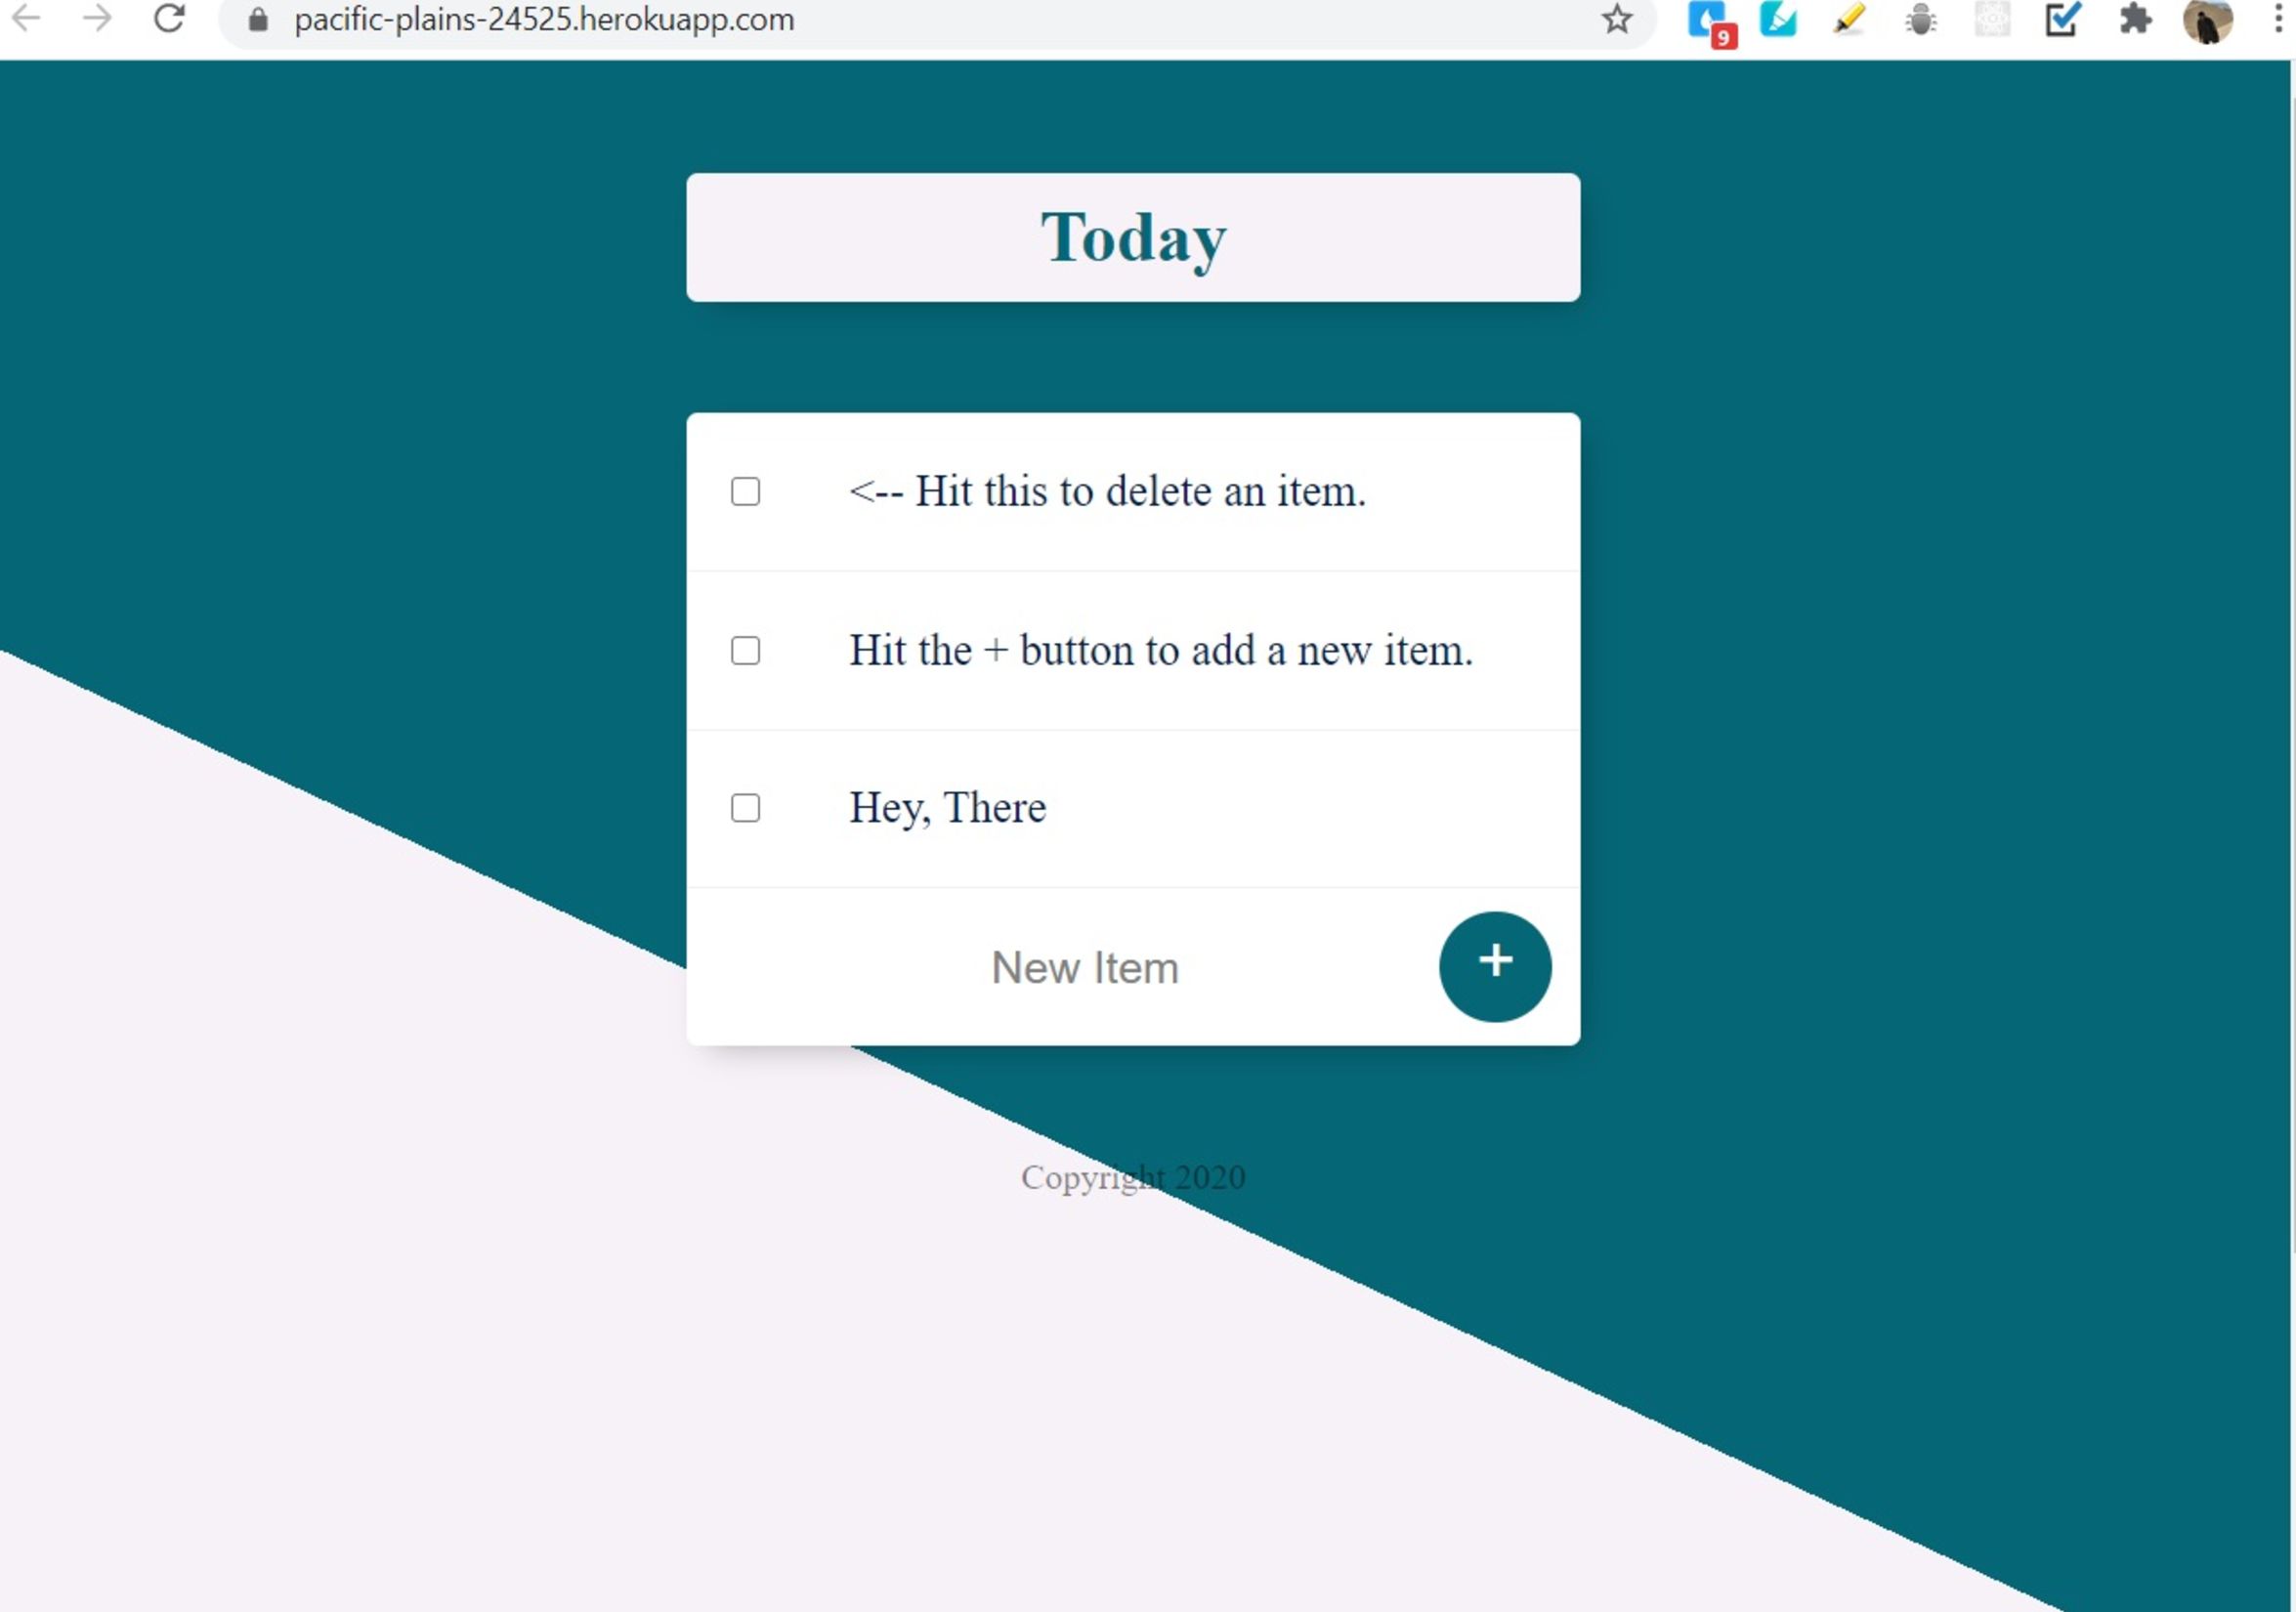 pacific-plains-24525.herokuapp.com
9
Today
<-- Hit this to delete an item.
Hit the + button to add a new item.
Hey, There
New Item
+
Copyright 2020